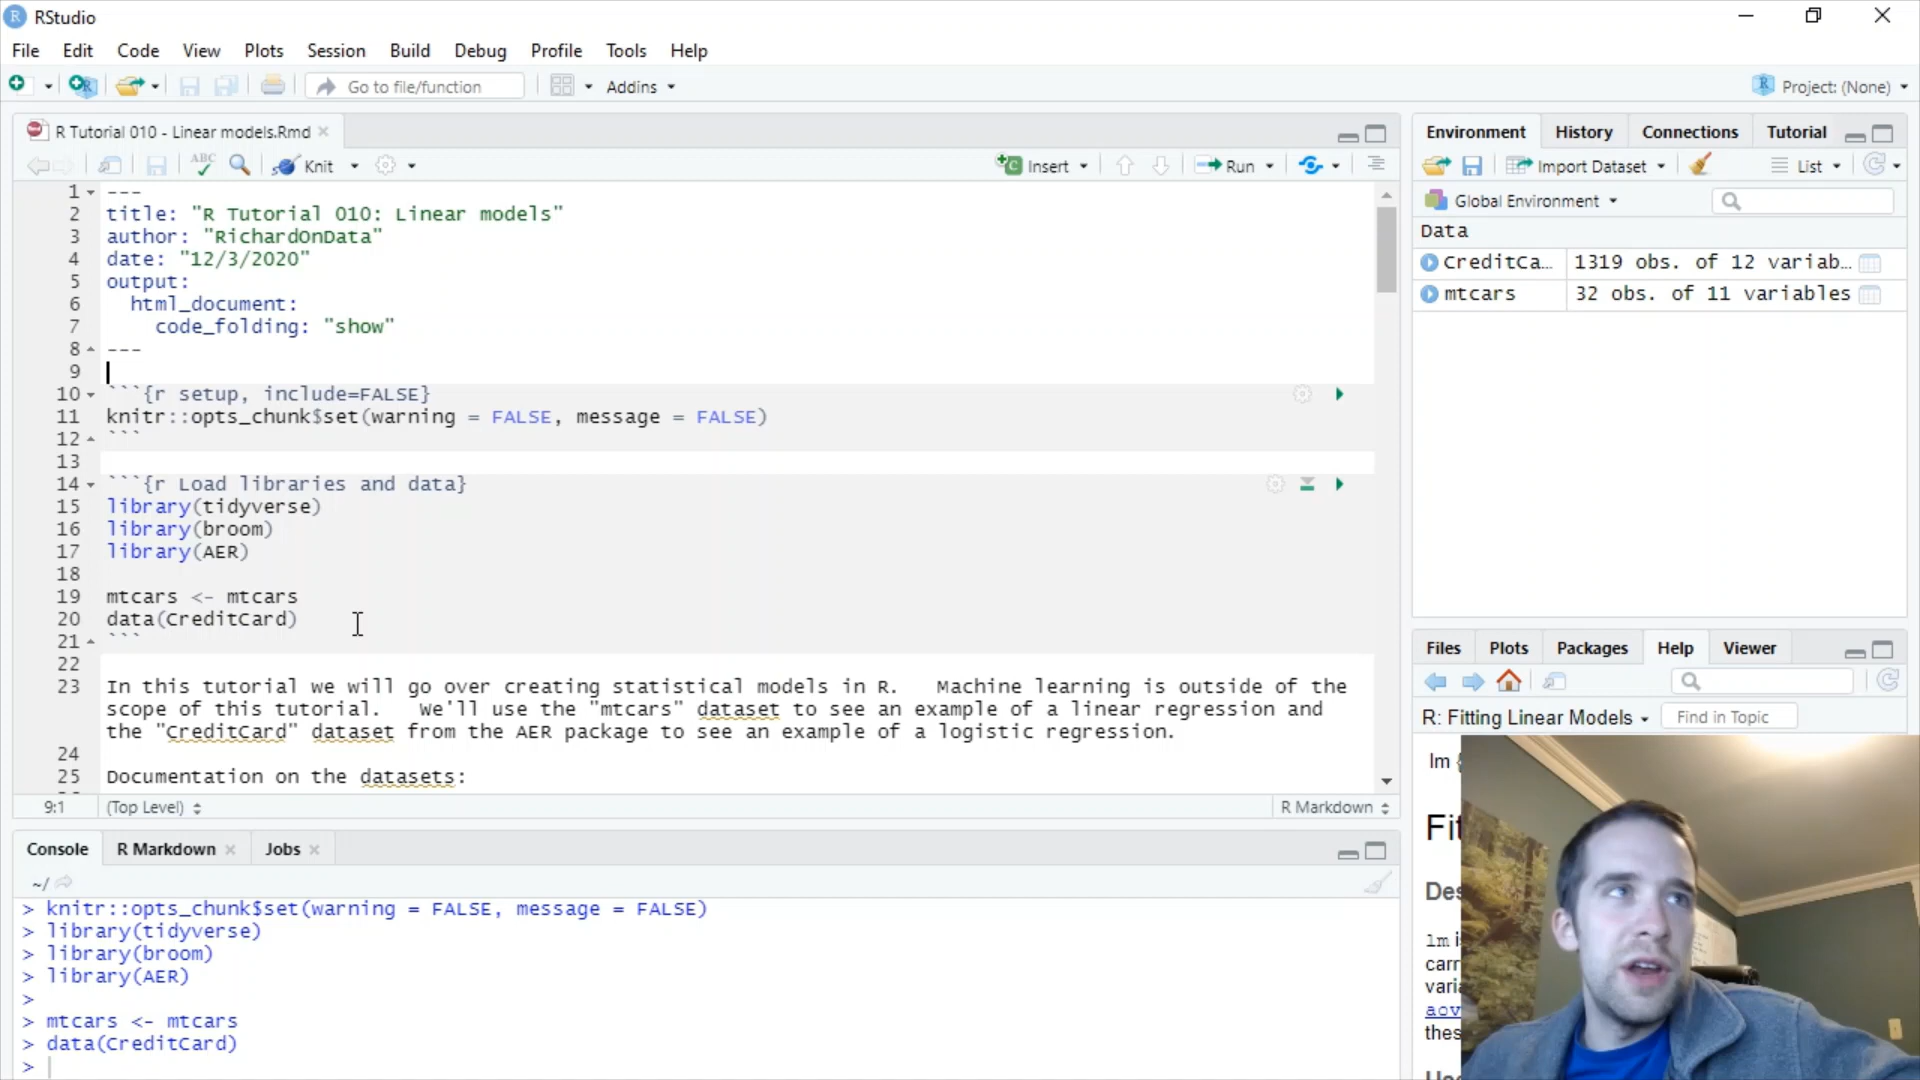 RStudio
File Edit Code View Plots Session Build Debug Profile Tools Help
Go to file/function Addins Project: (None)
R Tutorial 010 - Linear models.Rmd
ABC Knit Insert Run
1 ---
2 title: "R Tutorial 010: Linear models"
3 author: "RichardOnData"
4 date: "12/3/2020"
5 output:
6 html_document:
7 code_folding: "show"
8 ---
9
10 ```{r setup, include=FALSE}
11 knitr::opts_chunk$set(warning = FALSE, message = FALSE)
12 ```
13
14 ```{r Load libraries and data}
15 library(tidyverse)
16 library(broom)
17 library(AER)
18
19 mtcars <- mtcars
20 data(CreditCard)
21 ```
22
23 In this tutorial we will go over creating statistical models in R. Machine learning is outside of the
scope of this tutorial. We'll use the "mtcars" dataset to see an example of a linear regression and
the "CreditCard" dataset from the AER package to see an example of a logistic regression.
24
25 Documentation on the datasets:
9:1 (Top Level) R Markdown
Console R Markdown Jobs
~/
> knitr::opts_chunk$set(warning = FALSE, message = FALSE)
> library(tidyverse)
> library(broom)
> library(AER)
>
> mtcars <- mtcars
> data(CreditCard)
>
Environment History Connections Tutorial
Import Dataset List
Global Environment
Data
CreditCa… 1319 obs. of 12 variab…
mtcars 32 obs. of 11 variables
Files Plots Packages Help Viewer
R: Fitting Linear Models Find in Topic
lm {
Fit
Des
lm i
carr
vari
aov
thes